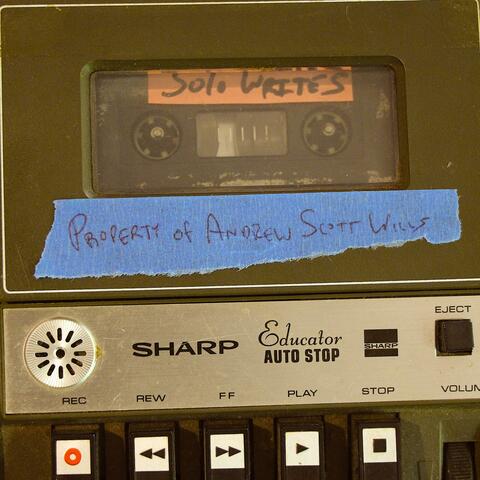 Solo WRITES
PROPERTY of ANDREW SCOTT WILLS
EJECT
SHARP Educator SHARP
AUTO STOP
REC REW FF PLAY STOP VOLUM